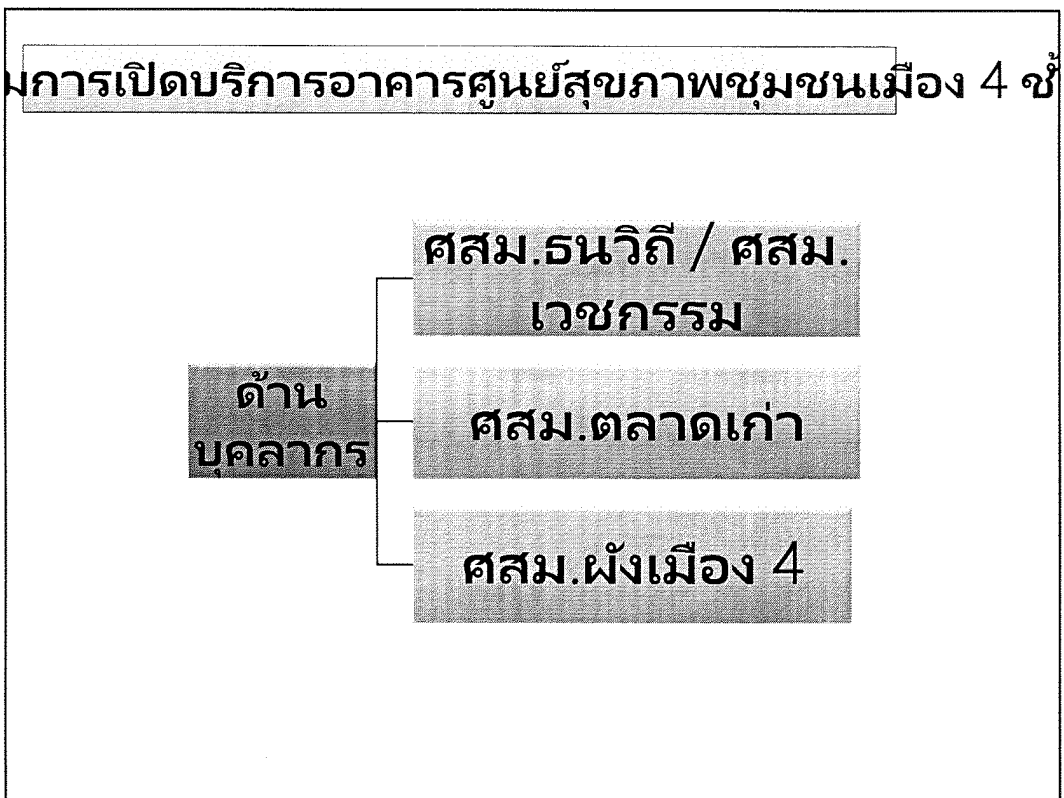 มการเปิดบริการอาคารศูนย์สุขภาพชุมชนเมือง 4 ชั้
ศสม.ธนวิถี / ศสม.
เวชกรรม
ด้าน
บุคลากร
ศสม.ตลาดเก่า
ศสม.ผังเมือง 4